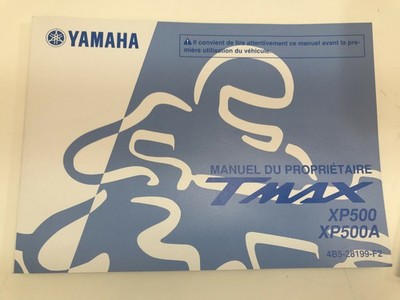 YAMAHA
⚠ Il convient de lire attentivement ce manuel avant la pre-
mière utilisation du véhicule.
MANUEL DU PROPRIÉTAIRE
TMAX
XP500
XP500A
4B5-28199-F2